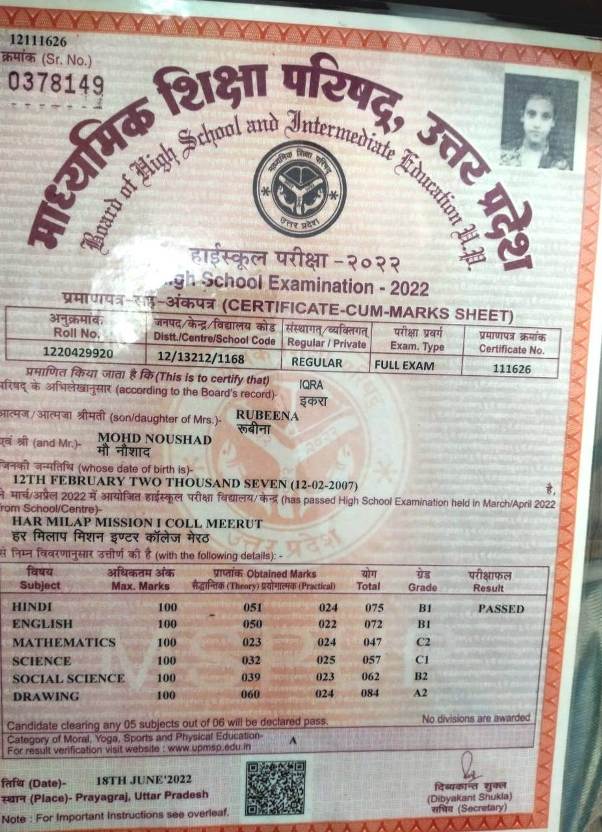 12111626
क्रमांक (Sr. No.)
0378149
माध्यमिक शिक्षा परिषद्, उत्तर प्रदेश
Board of High School and Intermediate Education U.P.
माध्यमिक शिक्षा परिषद्
उत्तर प्रदेश
हाईस्कूल परीक्षा -२०२२
High School Examination - 2022
प्रमाणपत्र-सह-अंकपत्र (CERTIFICATE-CUM-MARKS SHEET)
अनुक्रमांक जनपद/केन्द्र/विद्यालय कोड संस्थागत/व्यक्तिगत परीक्षा प्रवर्ग प्रमाणपत्र क्रमांक
Roll No. Distt./Centre/School Code Regular / Private Exam. Type Certificate No.
1220429920 12/13212/1168 REGULAR FULL EXAM 111626
प्रमाणित किया जाता है कि (This is to certify that)
परिषद् के अभिलेखानुसार (according to the Board's record)- IQRA
इकरा
आत्मज/आत्मजा श्रीमती (son/daughter of Mrs.)- RUBEENA
रूबीना
एवं श्री (and Mr.)- MOHD NOUSHAD
मौ नौशाद
जिनकी जन्मतिथि (whose date of birth is)-
12TH FEBRUARY TWO THOUSAND SEVEN (12-02-2007) है,
ने मार्च/अप्रैल 2022 में आयोजित हाईस्कूल परीक्षा विद्यालय/केन्द्र (has passed High School Examination held in March/April 2022
from School/Centre)-
HAR MILAP MISSION I COLL MEERUT
हर मिलाप मिशन इण्टर कॉलेज मेरठ
से निम्न विवरणानुसार उत्तीर्ण की है (with the following details): -
विषय अधिकतम अंक प्राप्तांक Obtained Marks योग ग्रेड परीक्षाफल
Subject Max. Marks सैद्धान्तिक (Theory) प्रयोगात्मक (Practical) Total Grade Result
HINDI 100 051 024 075 B1 PASSED
ENGLISH 100 050 022 072 B1
MATHEMATICS 100 023 024 047 C2
SCIENCE 100 032 025 057 C1
SOCIAL SCIENCE 100 039 023 062 B2
DRAWING 100 060 024 084 A2
Candidate clearing any 05 subjects out of 06 will be declared pass. No divisions are awarded
Category of Moral, Yoga, Sports and Physical Education- A
For result verification visit website : www.upmsp.edu.in
तिथि (Date)- 18TH JUNE'2022
स्थान (Place)- Prayagraj, Uttar Pradesh
दिब्यकान्त शुक्ल
(Dibyakant Shukla)
सचिव (Secretary)
Note : For Important Instructions see overleaf.